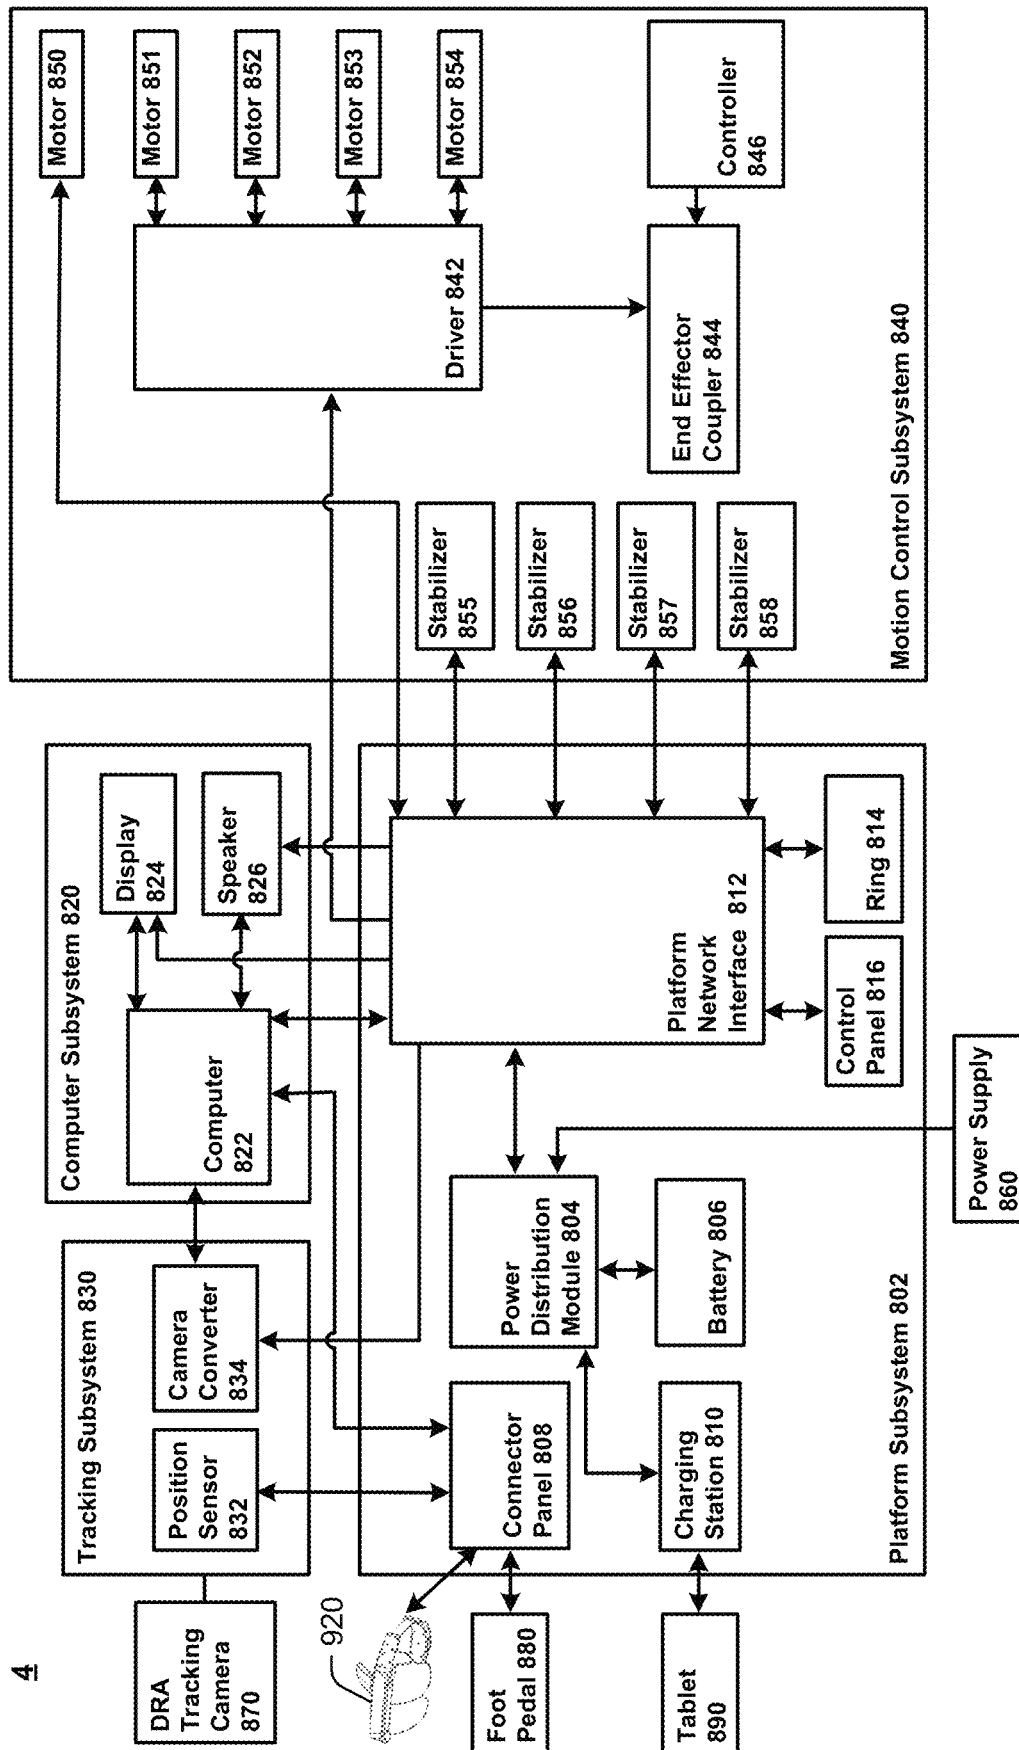 4
DRA
Tracking
Camera
870
Tracking Subsystem 830
Position
Sensor
832
Camera
Converter
834
Computer Subsystem 820
Computer
822
Display
824
Speaker
826
920
Foot
Pedal 880
Tablet
890
Platform Subsystem 802
Connector
Panel 808
Charging
Station 810
Power
Distribution
Module 804
Battery 806
Power Supply
860
Platform
Network
Interface 812
Control
Panel 816
Ring 814
Motion Control Subsystem 840
Stabilizer
855
Stabilizer
856
Stabilizer
857
Stabilizer
858
Driver 842
End Effector
Coupler 844
Controller
846
Motor 850
Motor 851
Motor 852
Motor 853
Motor 854